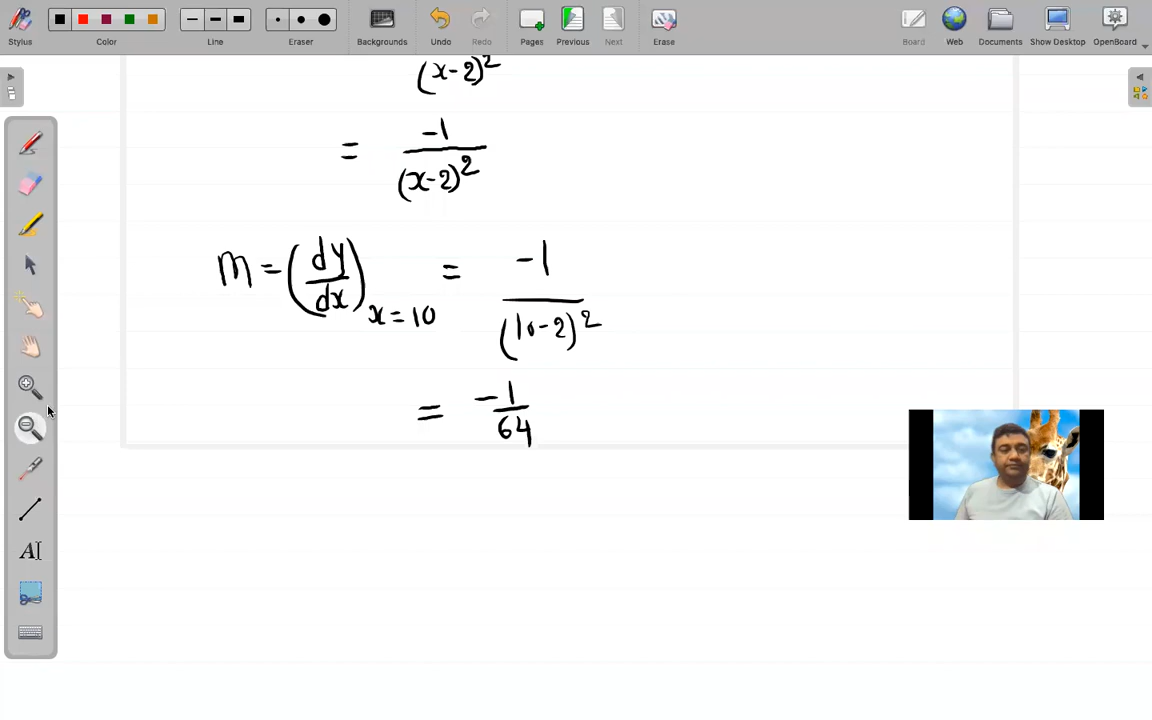 Stylus Color Line Eraser Backgrounds Undo Redo Pages Previous Next Erase Board Web Documents Show Desktop OpenBoard
(x-2)²
= -1/(x-2)²
m = (dy/dx) x=10 = -1/(10-2)²
= -1/64
A